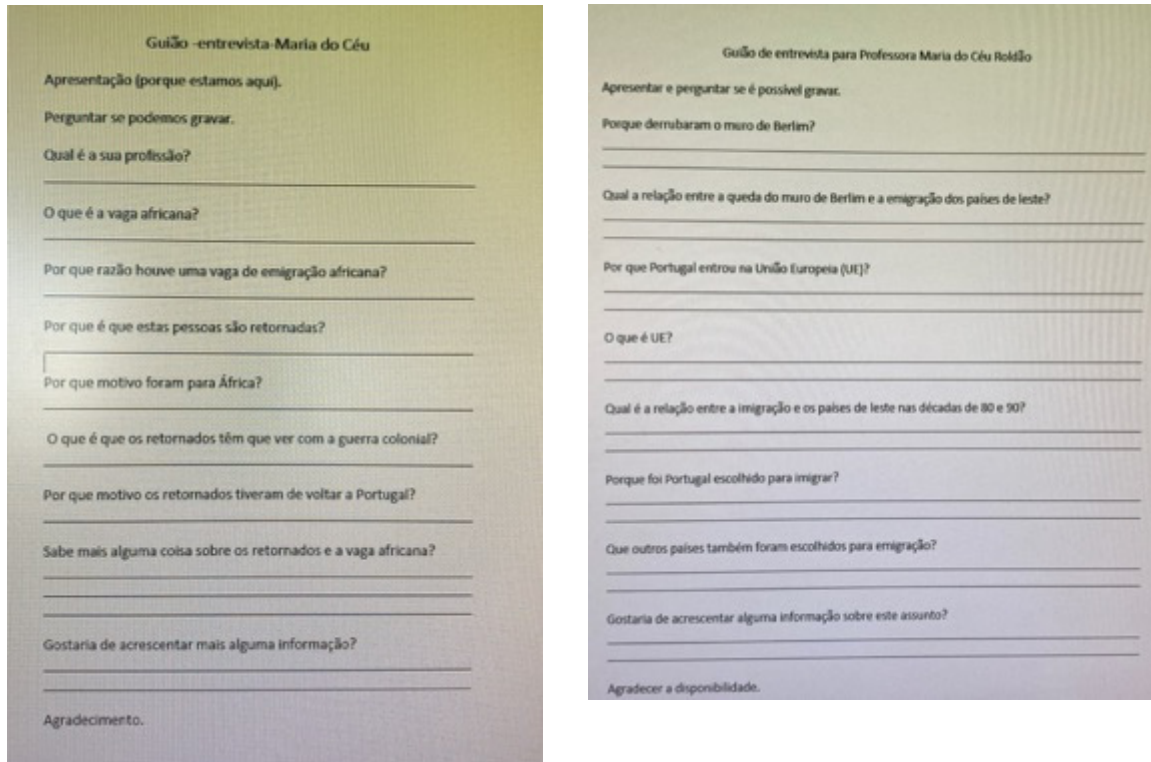 Guião -entrevista-Maria do Céu
Apresentação (porque estamos aqui).
Perguntar se podemos gravar.
Qual é a sua profissão?
O que é a vaga africana?
Por que razão houve uma vaga de emigração africana?
Por que é que estas pessoas são retornadas?
Por que motivo foram para África?
O que é que os retornados têm que ver com a guerra colonial?
Por que motivo os retornados tiveram de voltar a Portugal?
Sabe mais alguma coisa sobre os retornados e a vaga africana?
Gostaria de acrescentar mais alguma informação?
Agradecimento.
Guião de entrevista para Professora Maria do Céu Roldão
Apresentar e perguntar se é possível gravar.
Porque derrubaram o muro de Berlim?
Qual a relação entre a queda do muro de Berlim e a emigração dos países de leste?
Por que Portugal entrou na União Europeia (UE)?
O que é UE?
Qual é a relação entre a imigração e os países de leste nas décadas de 80 e 90?
Porque foi Portugal escolhido para imigrar?
Que outros países também foram escolhidos para emigração?
Gostaria de acrescentar alguma informação sobre este assunto?
Agradecer a disponibilidade.